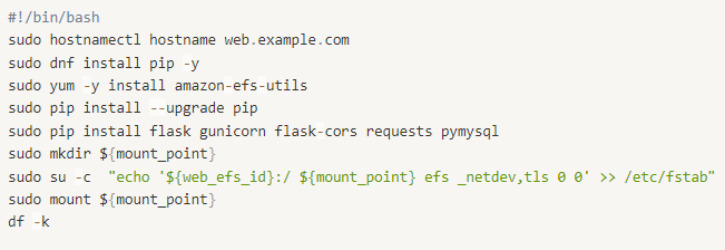 #!/bin/bash
sudo hostnamectl hostname web.example.com
sudo dnf install pip -y
sudo yum -y install amazon-efs-utils
sudo pip install --upgrade pip
sudo pip install flask gunicorn flask-cors requests pymysql
sudo mkdir ${mount_point}
sudo su -c  "echo '${web_efs_id}:/ ${mount_point} efs _netdev,tls 0 0' >> /etc/fstab"
sudo mount ${mount_point}
df -k